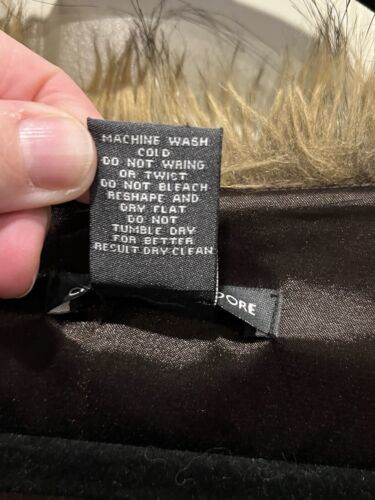 MACHINE WASH
COLD
DO NOT WRING
OR TWIST
DO NOT BLEACH
RESHAPE AND
DRY FLAT
DO NOT
TUMBLE DRY
FOR BETTER
RESULT DRY CLEAN